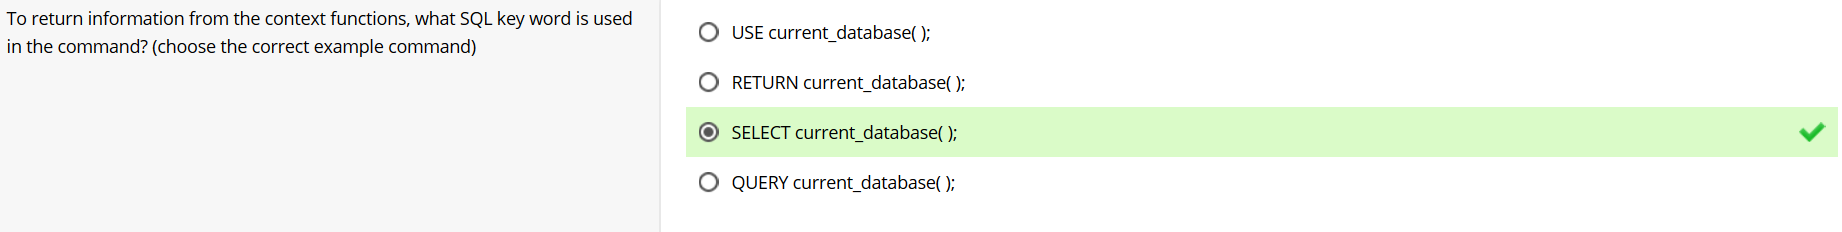 To return information from the context functions, what SQL key word is used
in the command? (choose the correct example command)
USE current_database( );
RETURN current_database( );
SELECT current_database( );
QUERY current_database( );